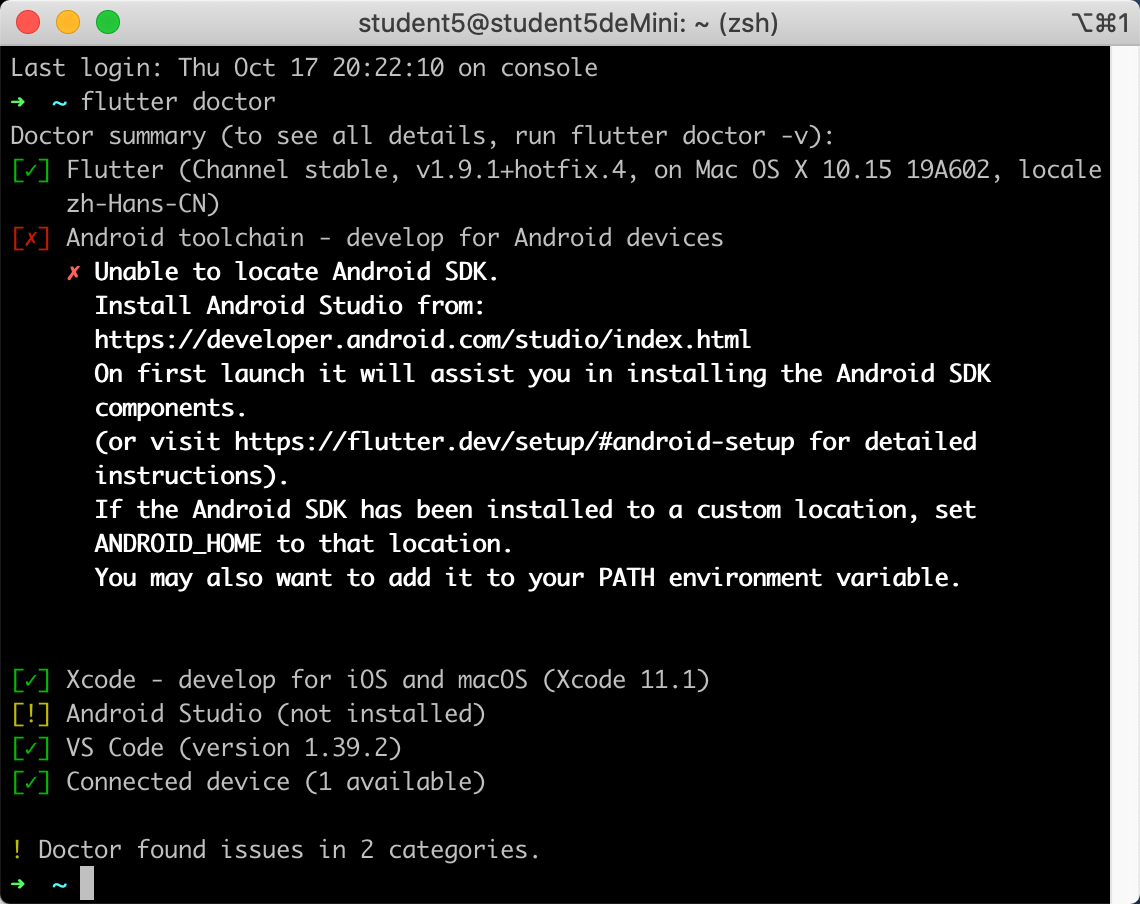 student5@student5deMini: ~ (zsh)
⌥⌘1
Last login: Thu Oct 17 20:22:10 on console
➜  ~ flutter doctor
Doctor summary (to see all details, run flutter doctor -v):
[✓] Flutter (Channel stable, v1.9.1+hotfix.4, on Mac OS X 10.15 19A602, locale
    zh-Hans-CN)
[✗] Android toolchain - develop for Android devices
    ✗ Unable to locate Android SDK.
      Install Android Studio from:
      https://developer.android.com/studio/index.html
      On first launch it will assist you in installing the Android SDK
      components.
      (or visit https://flutter.dev/setup/#android-setup for detailed
      instructions).
      If the Android SDK has been installed to a custom location, set
      ANDROID_HOME to that location.
      You may also want to add it to your PATH environment variable.
[✓] Xcode - develop for iOS and macOS (Xcode 11.1)
[!] Android Studio (not installed)
[✓] VS Code (version 1.39.2)
[✓] Connected device (1 available)
! Doctor found issues in 2 categories.
➜  ~